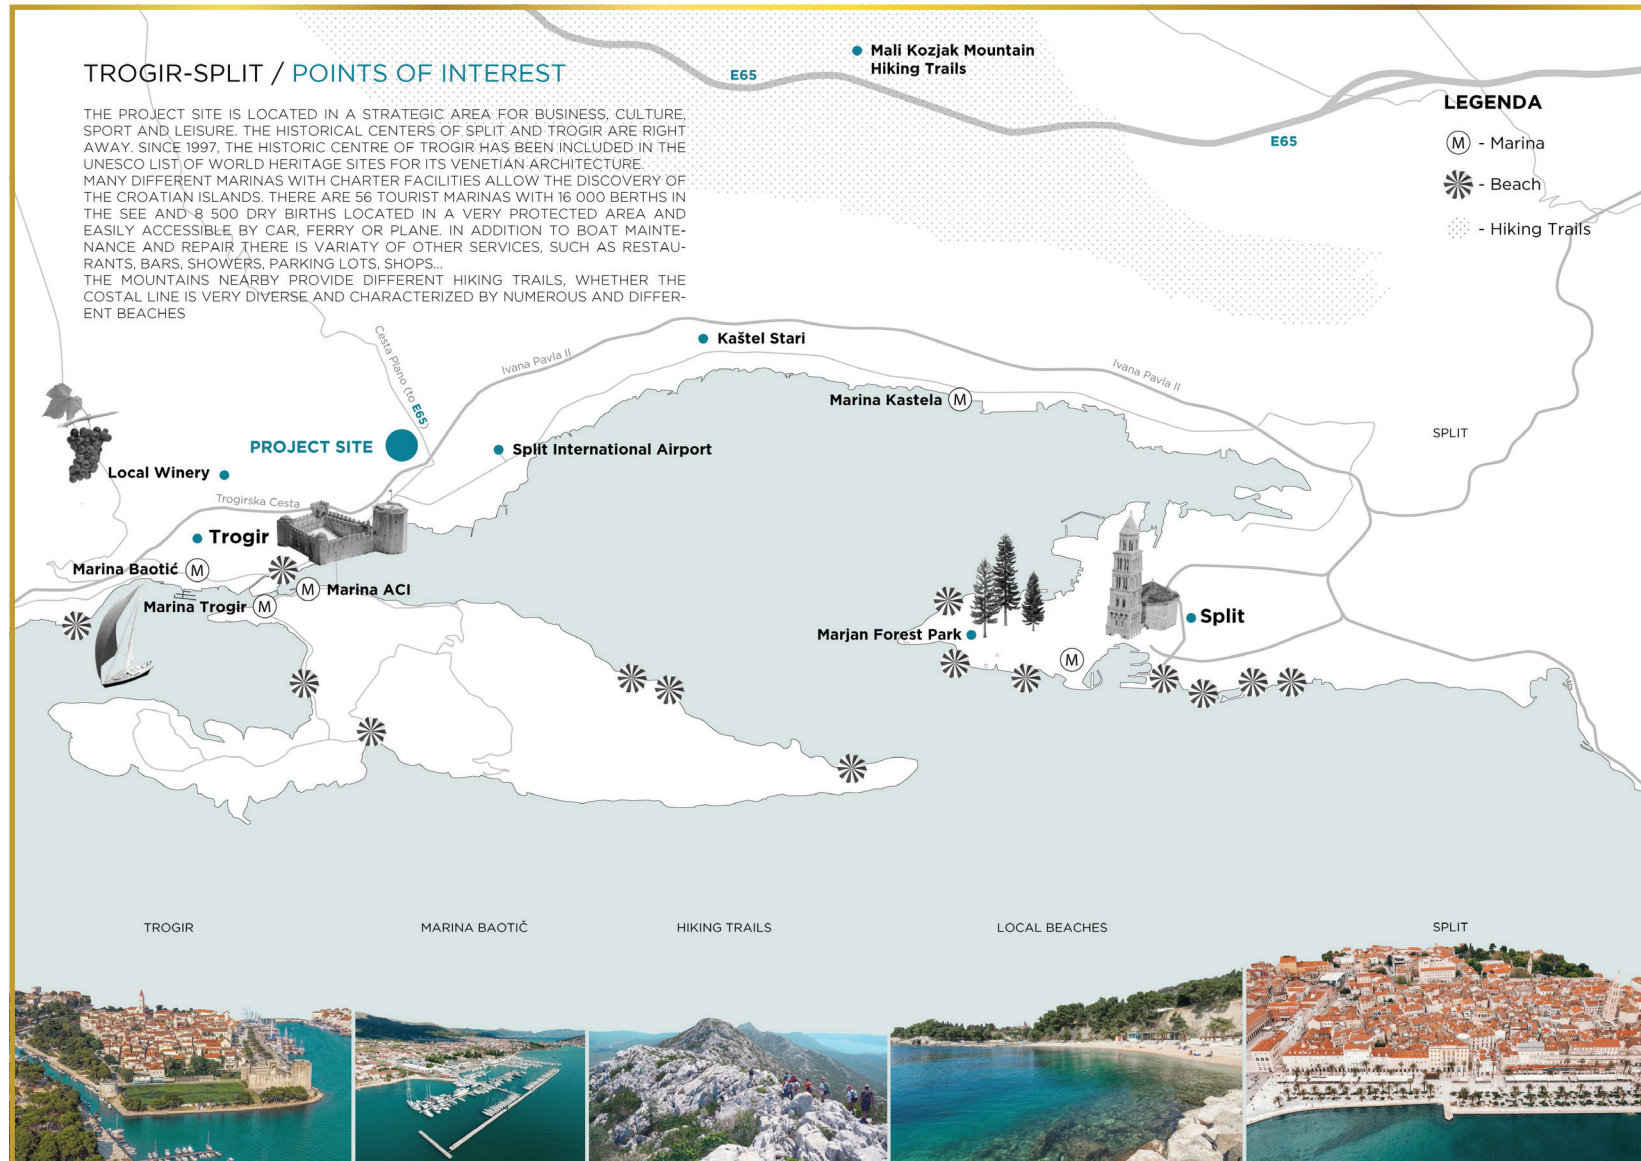 TROGIR-SPLIT / POINTS OF INTEREST
THE PROJECT SITE IS LOCATED IN A STRATEGIC AREA FOR BUSINESS, CULTURE,
SPORT AND LEISURE. THE HISTORICAL CENTERS OF SPLIT AND TROGIR ARE RIGHT
AWAY. SINCE 1997, THE HISTORIC CENTRE OF TROGIR HAS BEEN INCLUDED IN THE
UNESCO LIST OF WORLD HERITAGE SITES FOR ITS VENETIAN ARCHITECTURE.
MANY DIFFERENT MARINAS WITH CHARTER FACILITIES ALLOW THE DISCOVERY OF
THE CROATIAN ISLANDS. THERE ARE 56 TOURIST MARINAS WITH 16 000 BERTHS IN
THE SEE AND 8 500 DRY BIRTHS LOCATED IN A VERY PROTECTED AREA AND
EASILY ACCESSIBLE BY CAR, FERRY OR PLANE. IN ADDITION TO BOAT MAINTE-
NANCE AND REPAIR THERE IS VARIATY OF OTHER SERVICES, SUCH AS RESTAU-
RANTS, BARS, SHOWERS, PARKING LOTS, SHOPS...
THE MOUNTAINS NEARBY PROVIDE DIFFERENT HIKING TRAILS, WHETHER THE
COSTAL LINE IS VERY DIVERSE AND CHARACTERIZED BY NUMEROUS AND DIFFER-
ENT BEACHES
E65
Mali Kozjak Mountain
Hiking Trails
E65
LEGENDA
M - Marina
- Beach
- Hiking Trails
Cesta Plano (to E65)
Ivana Pavla II
Kaštel Stari
Ivana Pavla II
Marina Kastela M
SPLIT
PROJECT SITE
Split International Airport
Local Winery
Trogirska Cesta
Trogir
Marina Baotić M
M Marina ACI
Marina Trogir M
Marjan Forest Park
Split
M
TROGIR
MARINA BAOTIČ
HIKING TRAILS
LOCAL BEACHES
SPLIT